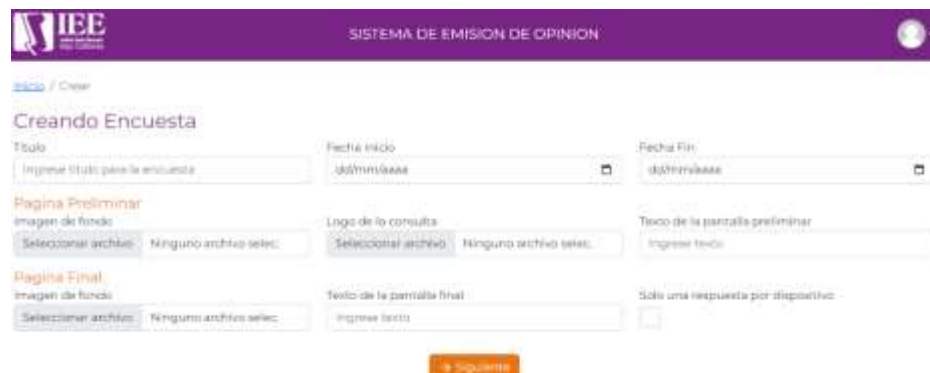 IEE
SISTEMA DE EMISION DE OPINION
Inicio / Crear
Creando Encuesta
Titulo
Fecha Inicio
Fecha Fin
Ingrese titulo para la encuesta
dd/mm/aaaa
dd/mm/aaaa
Pagina Preliminar
Imagen de fondo
Logo de la consulta
Texto de la pantalla preliminar
Seleccionar archivo Ninguno archivo selec.
Seleccionar archivo Ninguno archivo selec.
Ingrese texto
Pagina Final
Imagen de fondo
Texto de la pantalla final
Solo una respuesta por dispositivo
Seleccionar archivo Ninguno archivo selec.
Ingrese texto
Siguiente